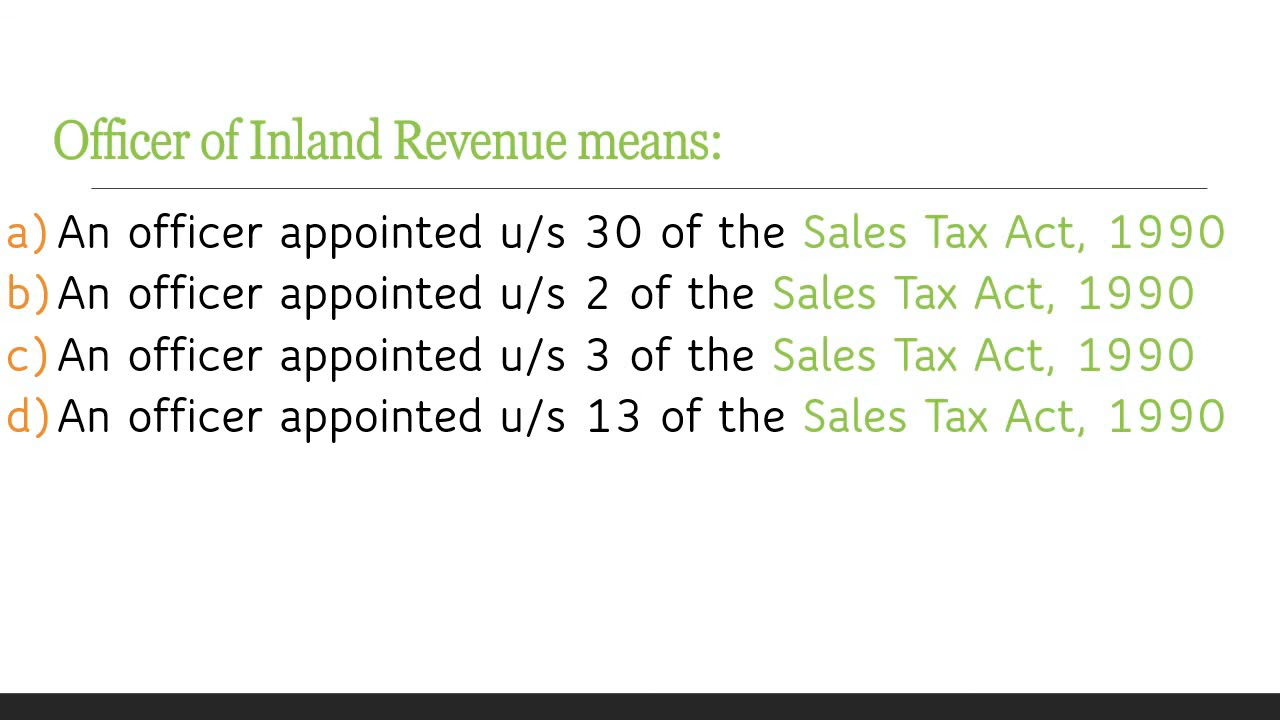 Officer of Inland Revenue means:
a) An officer appointed u/s 30 of the Sales Tax Act, 1990
b) An officer appointed u/s 2 of the Sales Tax Act, 1990
c) An officer appointed u/s 3 of the Sales Tax Act, 1990
d) An officer appointed u/s 13 of the Sales Tax Act, 1990